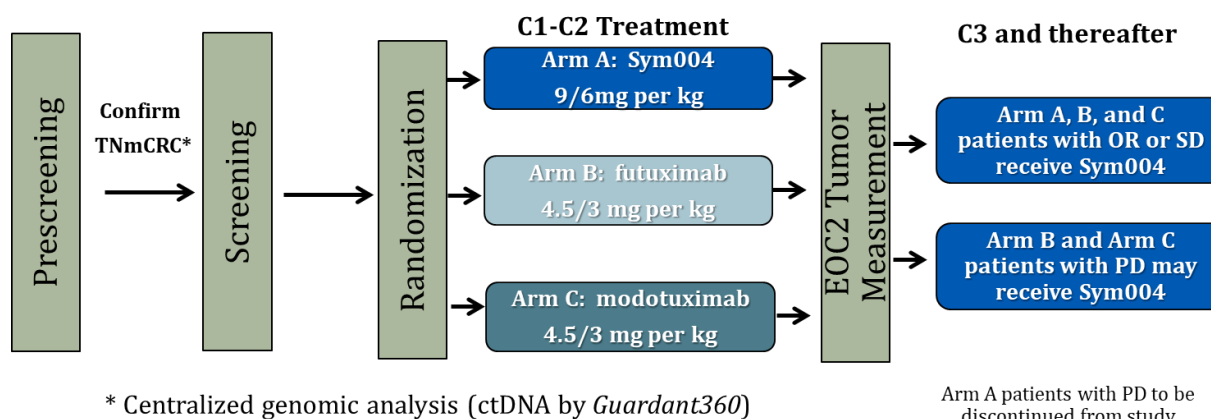 Prescreening
Confirm
TNmCRC*
Screening
Randomization
C1-C2 Treatment
Arm A: Sym004
9/6mg per kg
Arm B: futuximab
4.5/3 mg per kg
Arm C: modotuximab
4.5/3 mg per kg
EOC2 Tumor
Measurement
C3 and thereafter
Arm A, B, and C
patients with OR or SD
receive Sym004
Arm B and Arm C
patients with PD may
receive Sym004
* Centralized genomic analysis (ctDNA by Guardant360)
Arm A patients with PD to be
discontinued from study